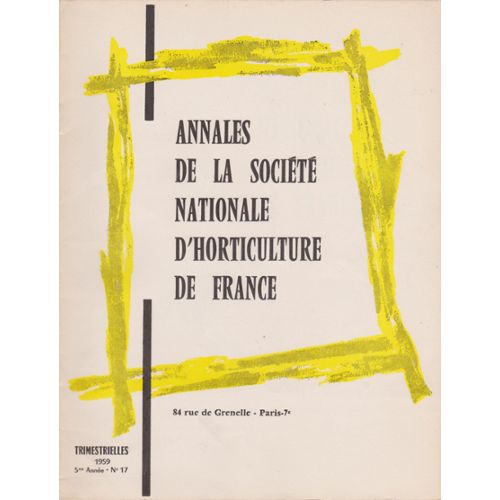 ANNALES
DE LA SOCIÉTÉ
NATIONALE
D'HORTICULTURE
DE FRANCE
84 rue de Grenelle - Paris-7e
TRIMESTRIELLES
1959
5me Année - No 17